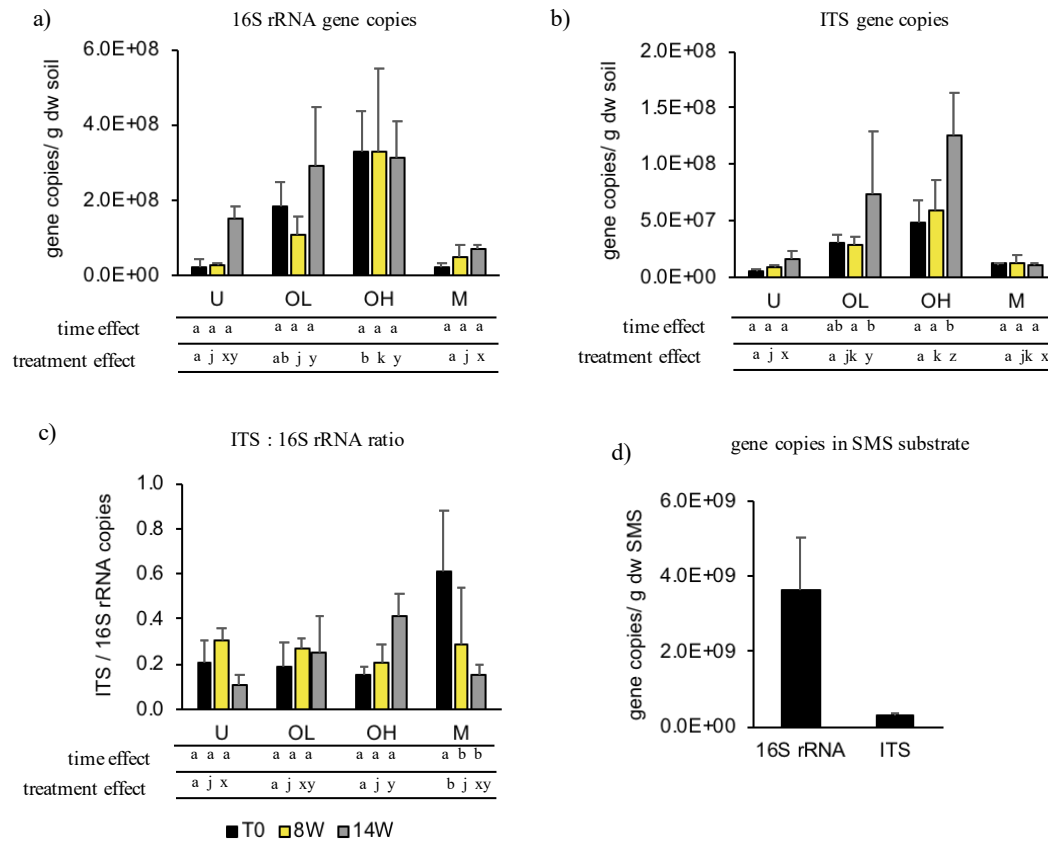 a)
16S rRNA gene copies
gene copies/ g dw soil
6.0E+08
4.0E+08
2.0E+08
0.0E+00
U OL OH M
time effect a a a a a a a a a a a a
treatment effect a j xy ab j y b k y a j x
b)
ITS gene copies
gene copies/ g dw soil
2.0E+08
1.5E+08
1.0E+08
5.0E+07
0.0E+00
U OL OH M
time effect a a a ab a b a a b a a a
treatment effect a j x a jk y a k z a jk x
c)
ITS : 16S rRNA ratio
ITS / 16S rRNA copies
1.0
0.8
0.6
0.4
0.2
0.0
U OL OH M
time effect a a a a a a a a a a b b
treatment effect a j x a j xy a j y b j xy
T0 8W 14W
d)
gene copies in SMS substrate
gene copies/ g dw SMS
6.0E+09
4.0E+09
2.0E+09
0.0E+00
16S rRNA ITS